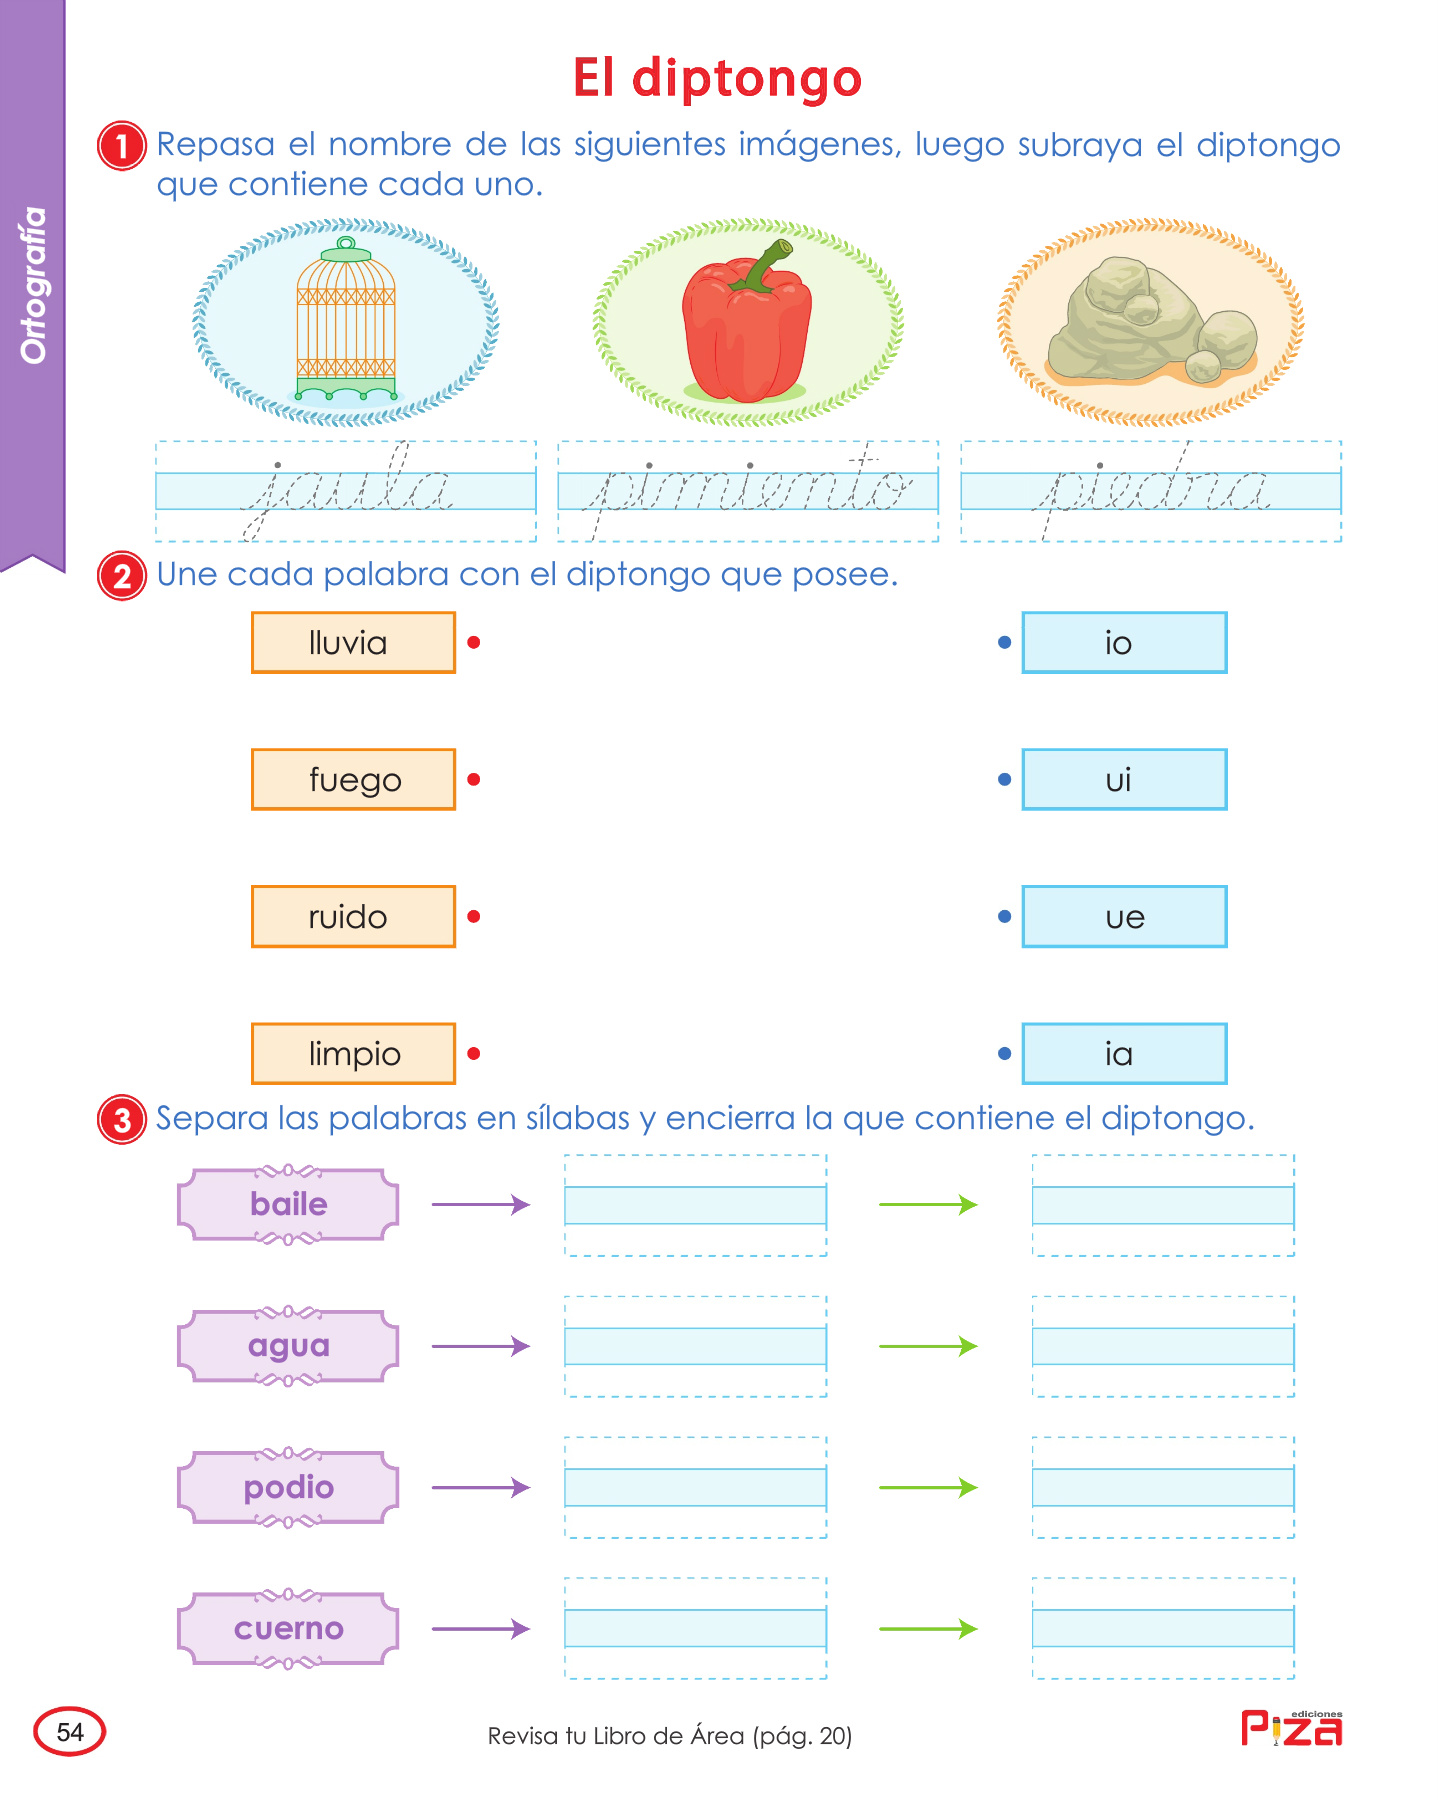 Ortografía
El diptongo
1 Repasa el nombre de las siguientes imágenes, luego subraya el diptongo
que contiene cada uno.
jaula pimiento piedra
2 Une cada palabra con el diptongo que posee.
lluvia io
fuego ui
ruido ue
limpio ia
3 Separa las palabras en sílabas y encierra la que contiene el diptongo.
baile
agua
podio
cuerno
54
Revisa tu Libro de Área (pág. 20)
ediciones
Piza